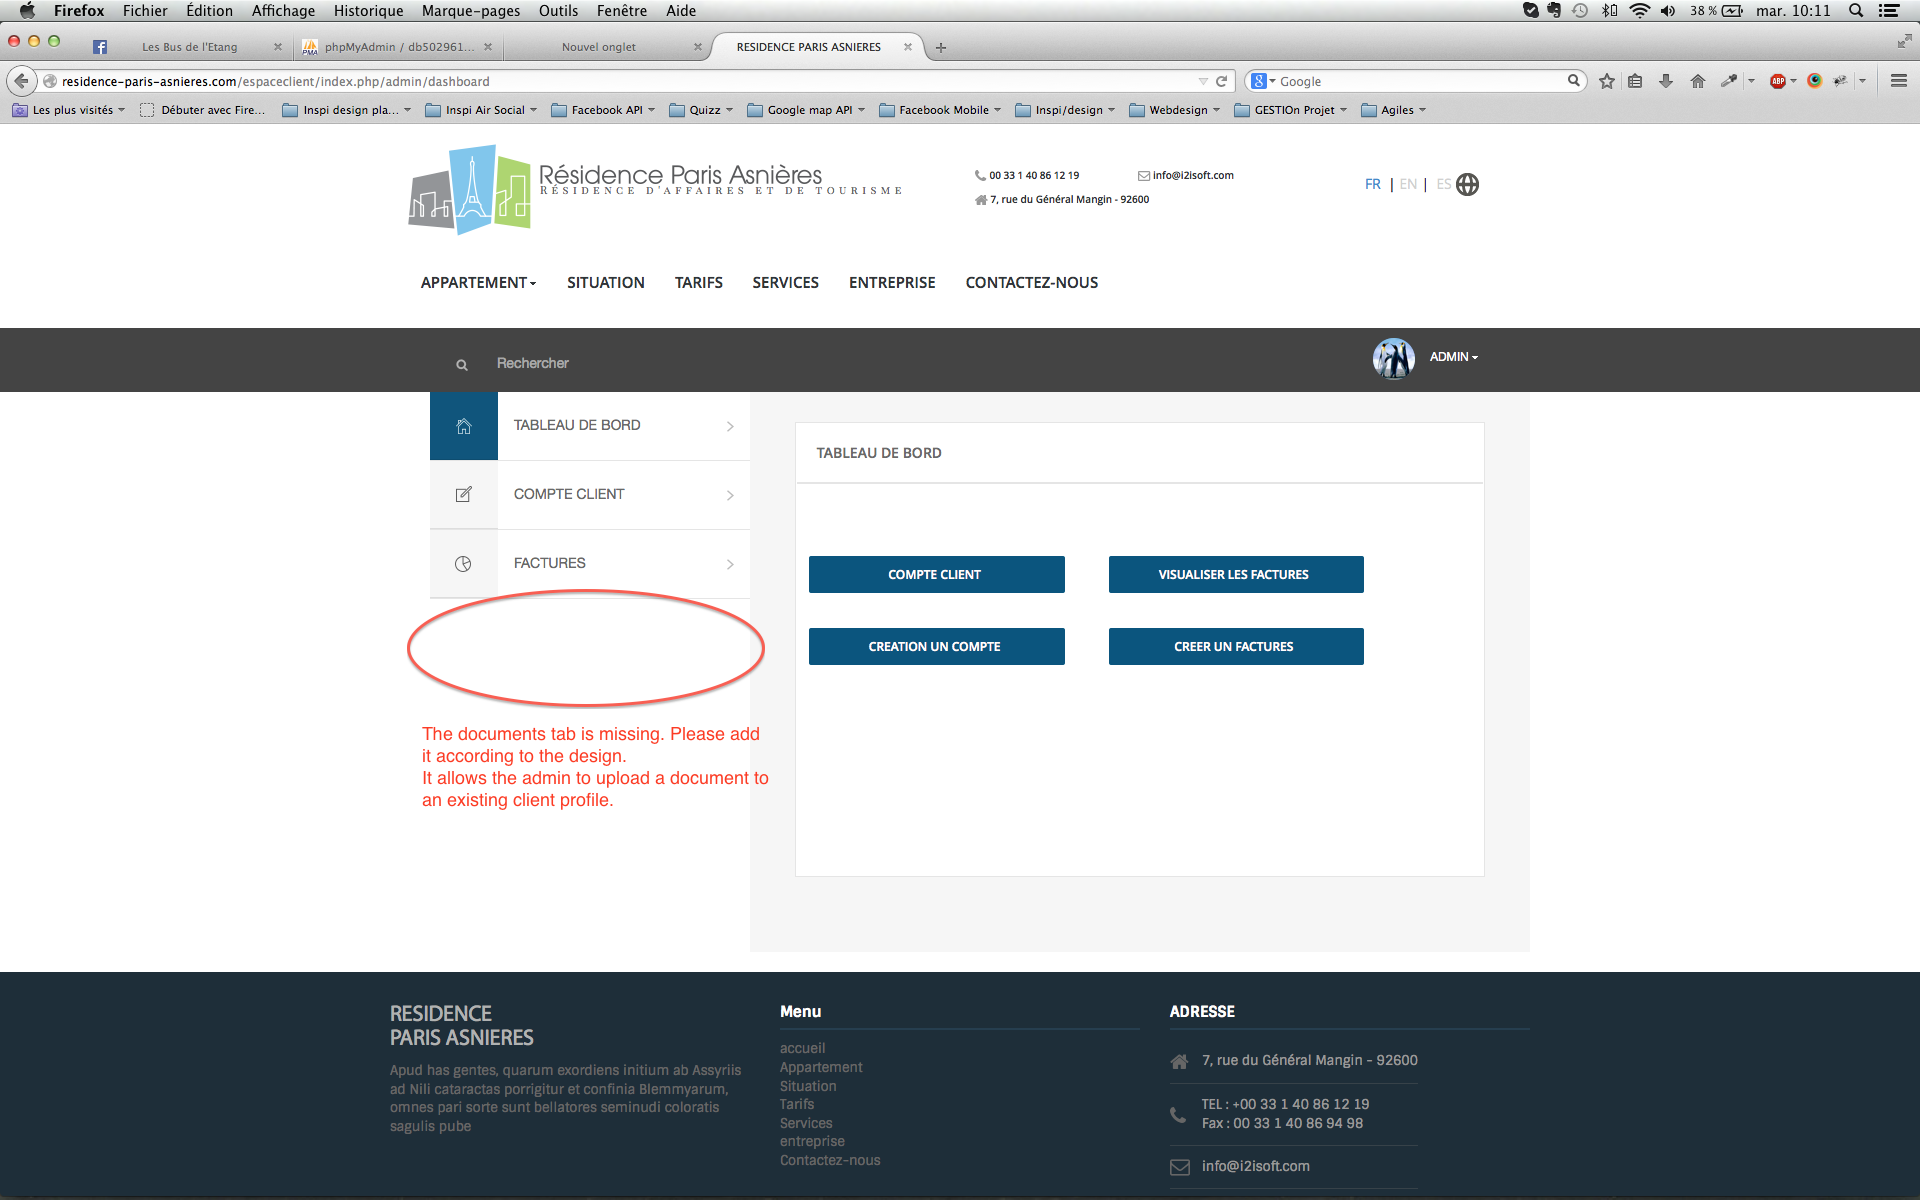 Firefox Fichier Édition Affichage Historique Marque-pages Outils Fenêtre Aide 38 % mar. 10:11
Les Bus de l'Etang
phpMyAdmin / db502961...
Nouvel onglet
RESIDENCE PARIS ASNIERES
residence-paris-asnieres.com/espaceclient/index.php/admin/dashboard
Google
ABP
Les plus visités
Débuter avec Fire...
Inspi design pla...
Inspi Air Social
Facebook API
Quizz
Google map API
Facebook Mobile
Inspi/design
Webdesign
GESTIOn Projet
Agiles
Résidence Paris Asnières
RÉSIDENCE D'AFFAIRES ET DE TOURISME
00 33 1 40 86 12 19
info@i2isoft.com
7, rue du Général Mangin - 92600
FR | EN | ES
APPARTEMENT SITUATION TARIFS SERVICES ENTREPRISE CONTACTEZ-NOUS
Rechercher
ADMIN
TABLEAU DE BORD
COMPTE CLIENT
FACTURES
The documents tab is missing. Please add
it according to the design.
It allows the admin to upload a document to
an existing client profile.
TABLEAU DE BORD
COMPTE CLIENT
VISUALISER LES FACTURES
CREATION UN COMPTE
CREER UN FACTURES
RESIDENCE
PARIS ASNIERES
Apud has gentes, quarum exordiens initium ab Assyriis
ad Nili cataractas porrigitur et confinia Blemmyarum,
omnes pari sorte sunt bellatores seminudi coloratis
sagulis pube
Menu
accueil
Appartement
Situation
Tarifs
Services
entreprise
Contactez-nous
ADRESSE
7, rue du Général Mangin - 92600
TEL : +00 33 1 40 86 12 19
Fax : 00 33 1 40 86 94 98
info@i2isoft.com